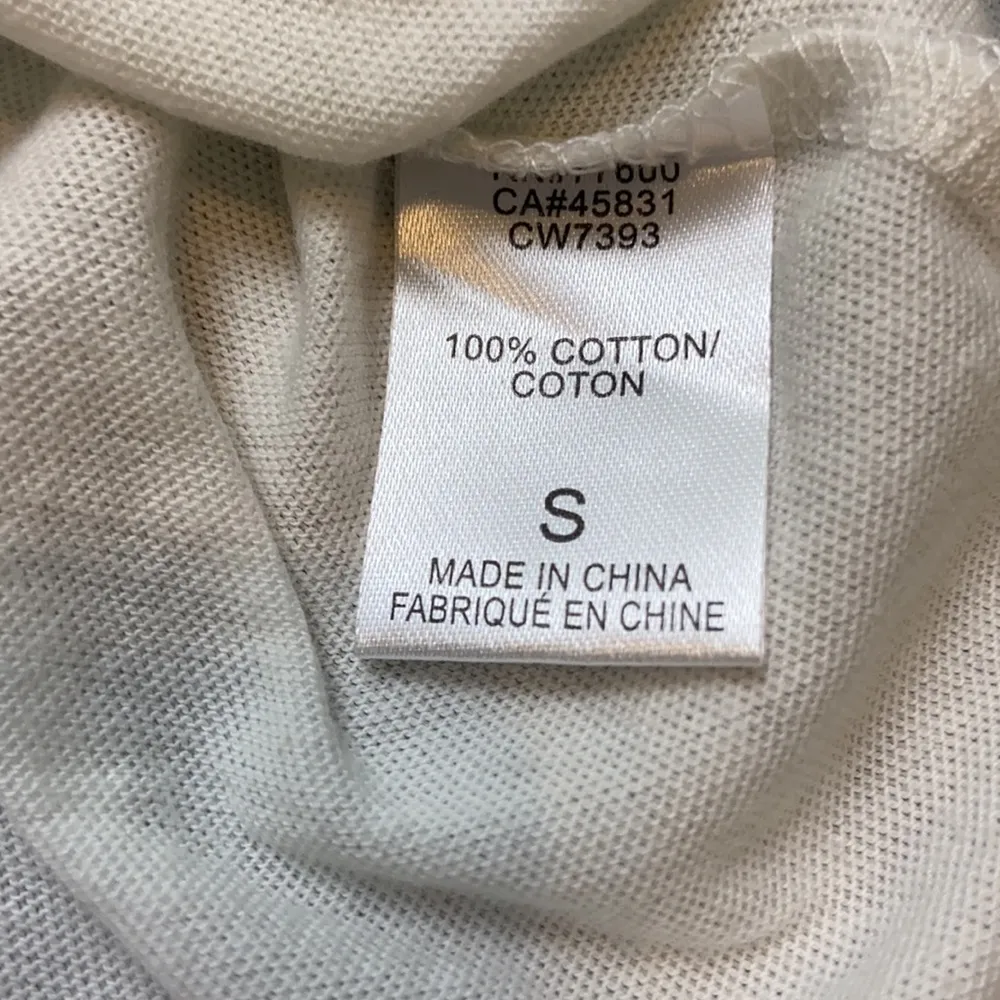 CA#45831
CW7393
100% COTTON/
COTON
S
MADE IN CHINA
FABRIQUÉ EN CHINE